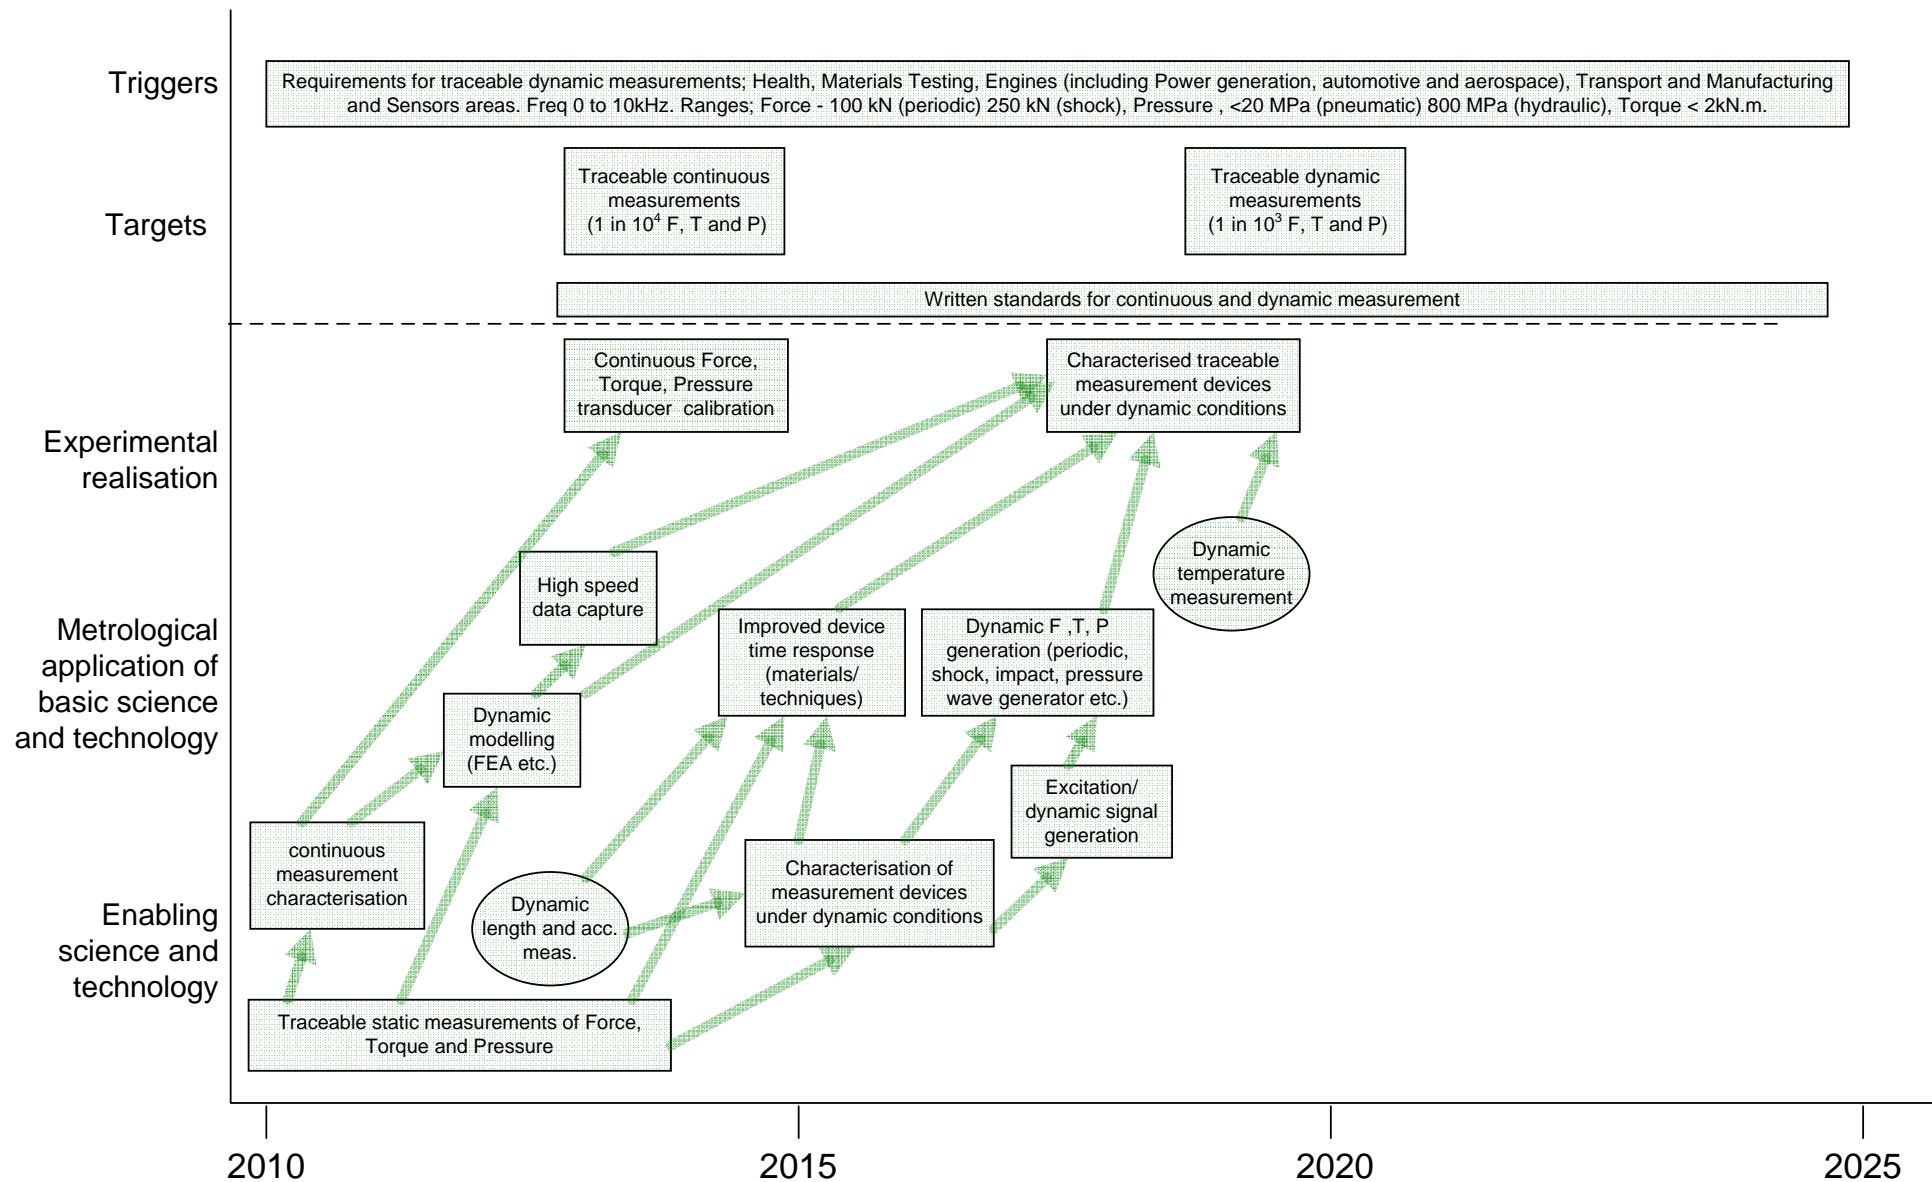 Triggers
Requirements for traceable dynamic measurements; Health, Materials Testing, Engines (including Power generation, automotive and aerospace), Transport and Manufacturing
and Sensors areas. Freq 0 to 10kHz. Ranges; Force - 100 kN (periodic) 250 kN (shock), Pressure , <20 MPa (pneumatic) 800 MPa (hydraulic), Torque < 2kN.m.
Targets
Traceable continuous
measurements
(1 in 10⁴ F, T and P)
Traceable dynamic
measurements
(1 in 10³ F, T and P)
Written standards for continuous and dynamic measurement
Experimental
realisation
Continuous Force,
Torque, Pressure
transducer calibration
Characterised traceable
measurement devices
under dynamic conditions
Metrological
application of
basic science
and technology
High speed
data capture
Dynamic
temperature
measurement
Improved device
time response
(materials/
techniques)
Dynamic F ,T, P
generation (periodic,
shock, impact, pressure
wave generator etc.)
Dynamic
modelling
(FEA etc.)
Excitation/
dynamic signal
generation
Enabling
science and
technology
continuous
measurement
characterisation
Dynamic
length and acc.
meas.
Characterisation of
measurement devices
under dynamic conditions
Traceable static measurements of Force,
Torque and Pressure
2010
2015
2020
2025